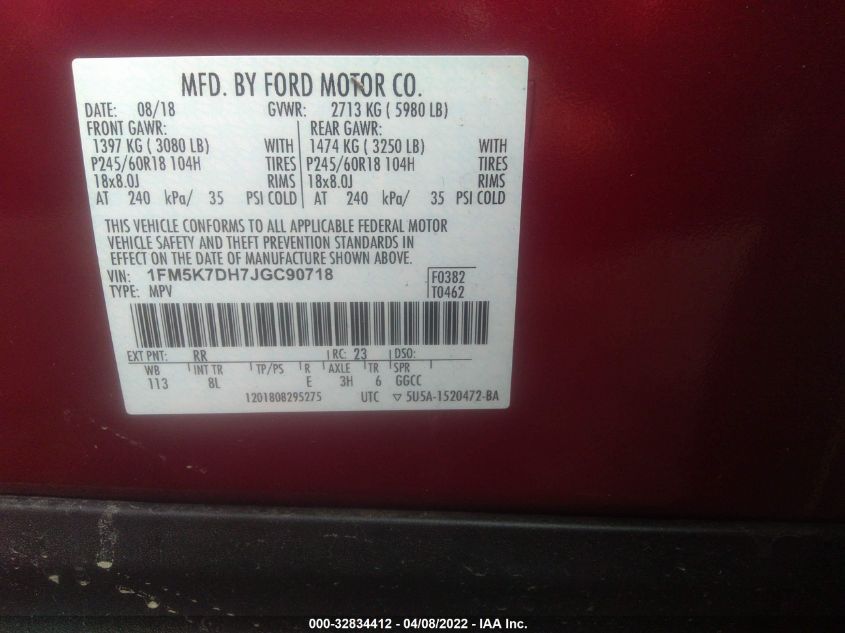 MFD. BY FORD MOTOR CO.
DATE: 08/18 GVWR: 2713 KG ( 5980 LB)
FRONT GAWR: REAR GAWR:
1397 KG ( 3080 LB) WITH 1474 KG ( 3250 LB) WITH
P245/60R18 104H TIRES P245/60R18 104H TIRES
18x8.0J RIMS 18x8.0J RIMS
AT 240 kPa/ 35 PSI COLD AT 240 kPa/ 35 PSI COLD
THIS VEHICLE CONFORMS TO ALL APPLICABLE FEDERAL MOTOR
VEHICLE SAFETY AND THEFT PREVENTION STANDARDS IN
EFFECT ON THE DATE OF MANUFACTURE SHOWN ABOVE.
VIN: 1FM5K7DH7JGC90718 F0382
TYPE: MPV T0462
EXT PNT: RR RC: 23 DSO:
WB INT TR TP/PS R AXLE TR SPR
113 8L E 3H 6 GGCC
1201808295275 UTC ▽ 5U5A-1520472-BA
000-32834412 - 04/08/2022 - IAA Inc.